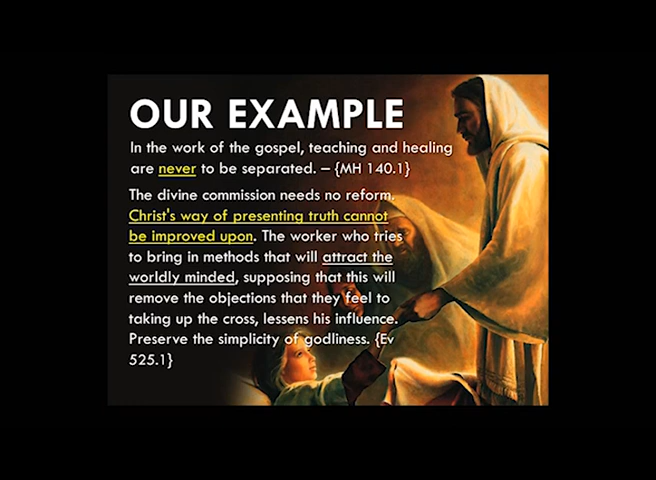 OUR EXAMPLE
In the work of the gospel, teaching and healing
are never to be separated. – {MH 140.1}
The divine commission needs no reform.
Christ's way of presenting truth cannot
be improved upon. The worker who tries
to bring in methods that will attract the
worldly minded, supposing that this will
remove the objections that they feel to
taking up the cross, lessens his influence.
Preserve the simplicity of godliness. {Ev
525.1}